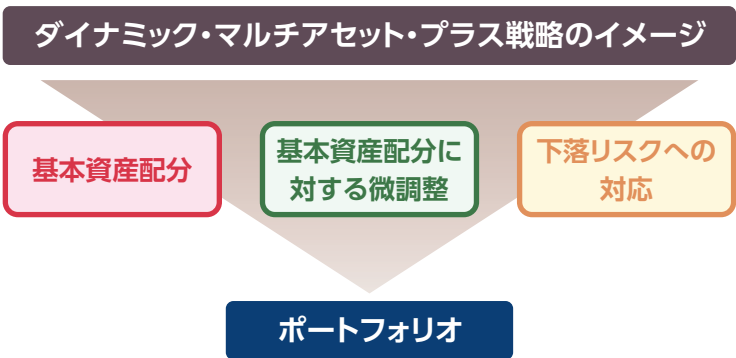 ダイナミック・マルチアセット・プラス戦略のイメージ
基本資産配分
基本資産配分に
対する微調整
下落リスクへの
対応
ポートフォリオ